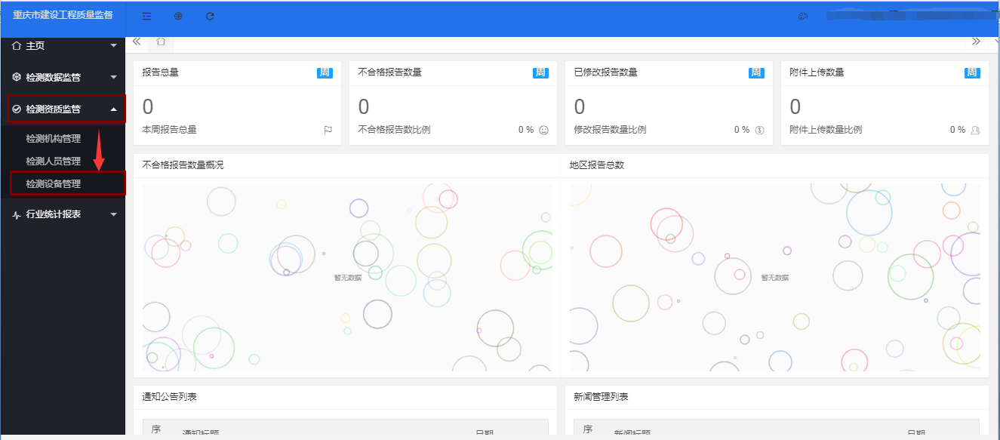 重庆市建设工程质量监督
主页
检测数据监管
检测资质监管
检测机构管理
检测人员管理
检测设备管理
行业统计报表
报告总量 周
0
本周报告总量
不合格报告数量 周
0
不合格报告数比例 0 %
已修改报告数量 周
0
修改报告数量比例 0 %
附件上传数量 周
0
附件上传数量比例 0 %
不合格报告数量概况
暂无数据
地区报告总数
暂无数据
通知公告列表
序 通知标题 日期
新闻管理列表
序 新闻标题 日期